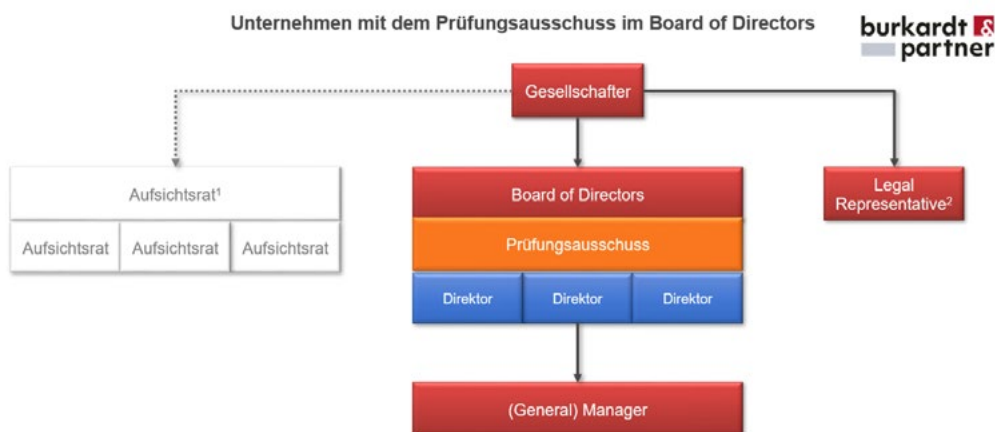 Unternehmen mit dem Prüfungsausschuss im Board of Directors
burkardt &
partner
Gesellschafter
Aufsichtsrat¹
Aufsichtsrat Aufsichtsrat Aufsichtsrat
Board of Directors
Prüfungsausschuss
Direktor Direktor Direktor
Legal
Representative²
(General) Manager